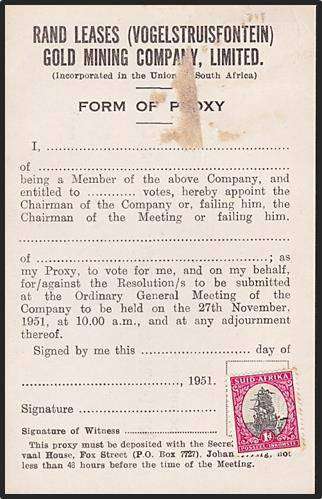 RAND LEASES (VOGELSTRUISFONTEIN)
GOLD MINING COMPANY, LIMITED.
(Incorporated in the Union South Africa)
FORM OF PROXY
I, ........................................
of ........................................
being a Member of the above Company, and
entitled to ........... votes, hereby appoint the
Chairman of the Company or, failing him, the
Chairman of the Meeting or failing him.
........................................
of ........................................; as
my Proxy, to vote for me, and on my behalf,
for/against the Resolution/s to be submitted
at the Ordinary General Meeting of the
Company to be held on the 27th November,
1951, at 10.00 a.m., and at any adjournment
thereof.
Signed by me this ........... day of
..............................., 1951.
Signature ....................
Signature of Witness ....................
This proxy must be deposited with the Secre
vaal House, Fox Street (P.O. Box 7727), Johan
less than 48 hours before the time of Meeting.
SUID-AFRIKA
1D
POSSEEL-INKOMSTE